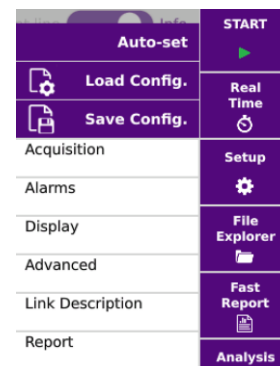 Info
START
Auto-set
Load Config.
Save Config.
Real
Time
Acquisition
Setup
Alarms
Display
File
Explorer
Advanced
Fast
Report
Link Description
Report
Analysis